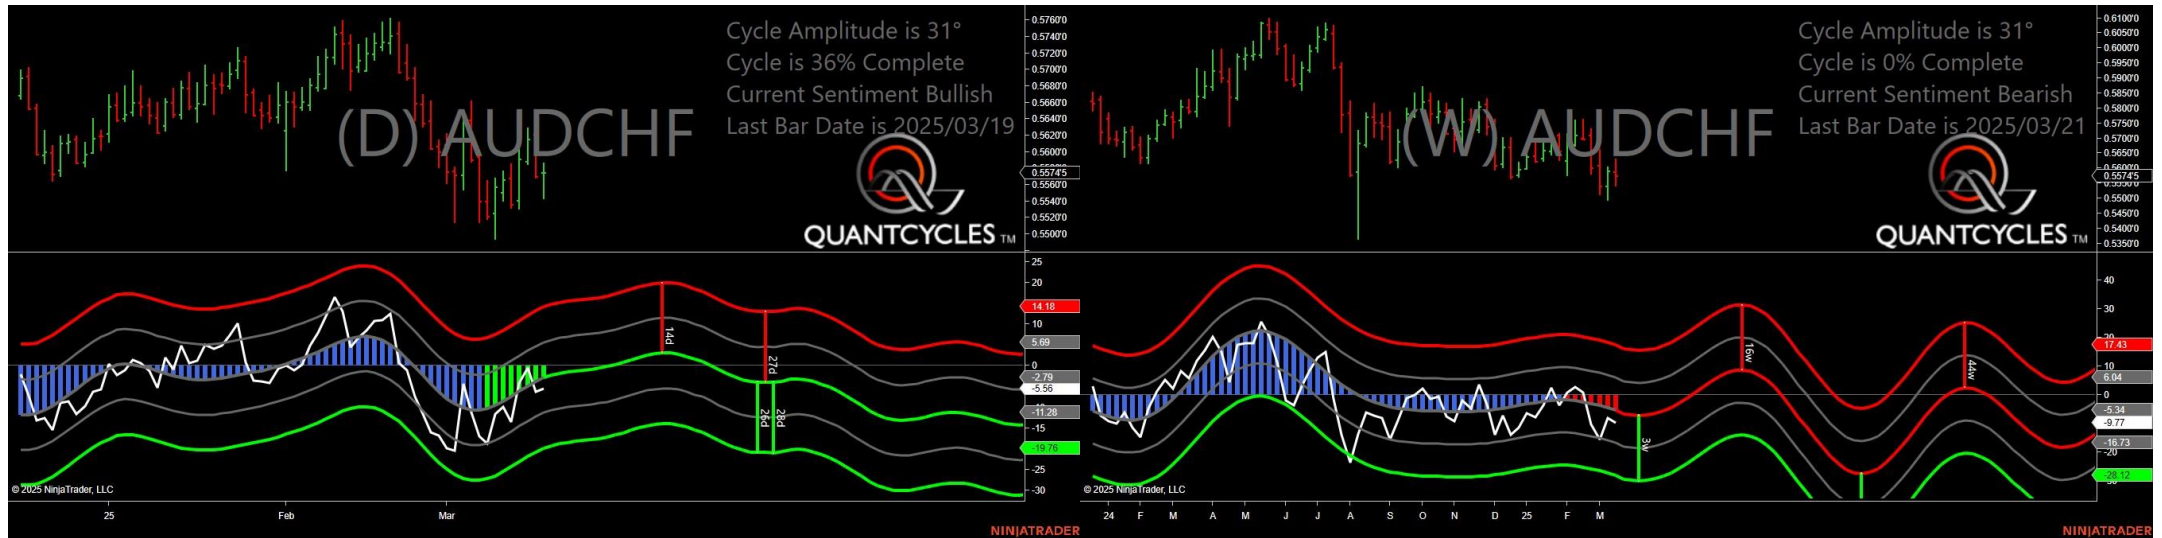 Cycle Amplitude is 31°
Cycle is 36% Complete
Current Sentiment Bullish
Last Bar Date is 2025/03/19
(D) AUDCHF
QUANTCYCLES TM
0.5760'0
0.5740'0
0.5720'0
0.5700'0
0.5680'0
0.5660'0
0.5640'0
0.5620'0
0.5600'0
0.5574'5
0.5560'0
0.5540'0
0.5520'0
0.5500'0
25
20
14.18
10
5.69
0
-2.79
-5.56
-11.28
-15
-19.76
-25
-30
14d
27d
26d
28d
© 2025 NinjaTrader, LLC
25
Feb
Mar
NINJATRADER
Cycle Amplitude is 31°
Cycle is 0% Complete
Current Sentiment Bearish
Last Bar Date is 2025/03/21
(W) AUDCHF
QUANTCYCLES TM
0.6100'0
0.6050'0
0.6000'0
0.5950'0
0.5900'0
0.5850'0
0.5800'0
0.5750'0
0.5700'0
0.5650'0
0.5600'0
0.5574'5
0.5500'0
0.5450'0
0.5400'0
0.5350'0
40
30
17.43
10
6.04
0
-5.34
-9.77
-16.73
-20
-28.12
3w
16w
44w
© 2025 NinjaTrader, LLC
24
F
M
A
M
J
J
A
S
O
N
D
25
F
M
NINJATRADER